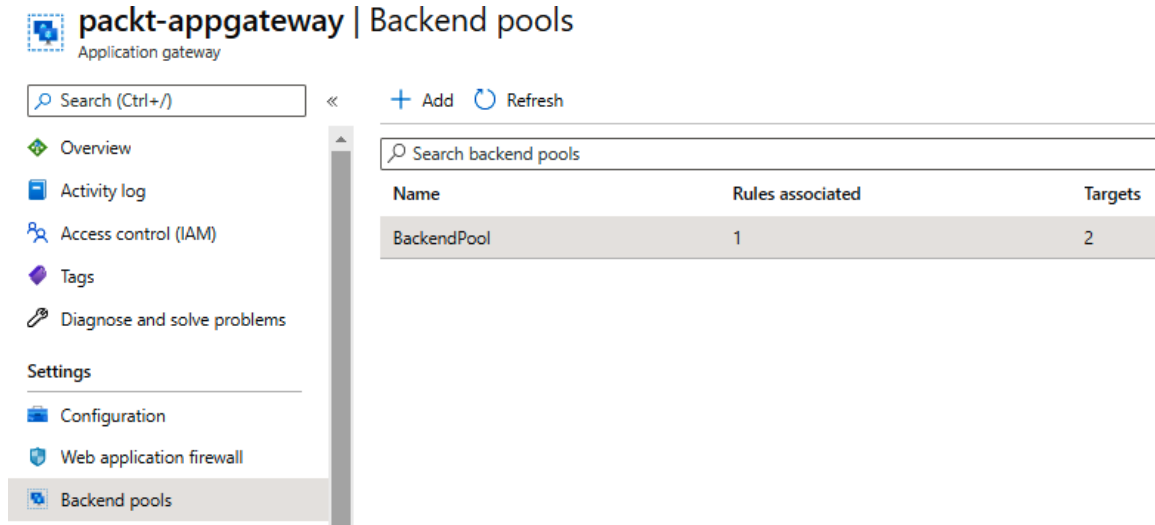 packt-appgateway | Backend pools
Application gateway
Search (Ctrl+/)
«
Overview
Activity log
Access control (IAM)
Tags
Diagnose and solve problems
Settings
Configuration
Web application firewall
Backend pools
+ Add Refresh
Search backend pools
Name Rules associated Targets
BackendPool 1 2